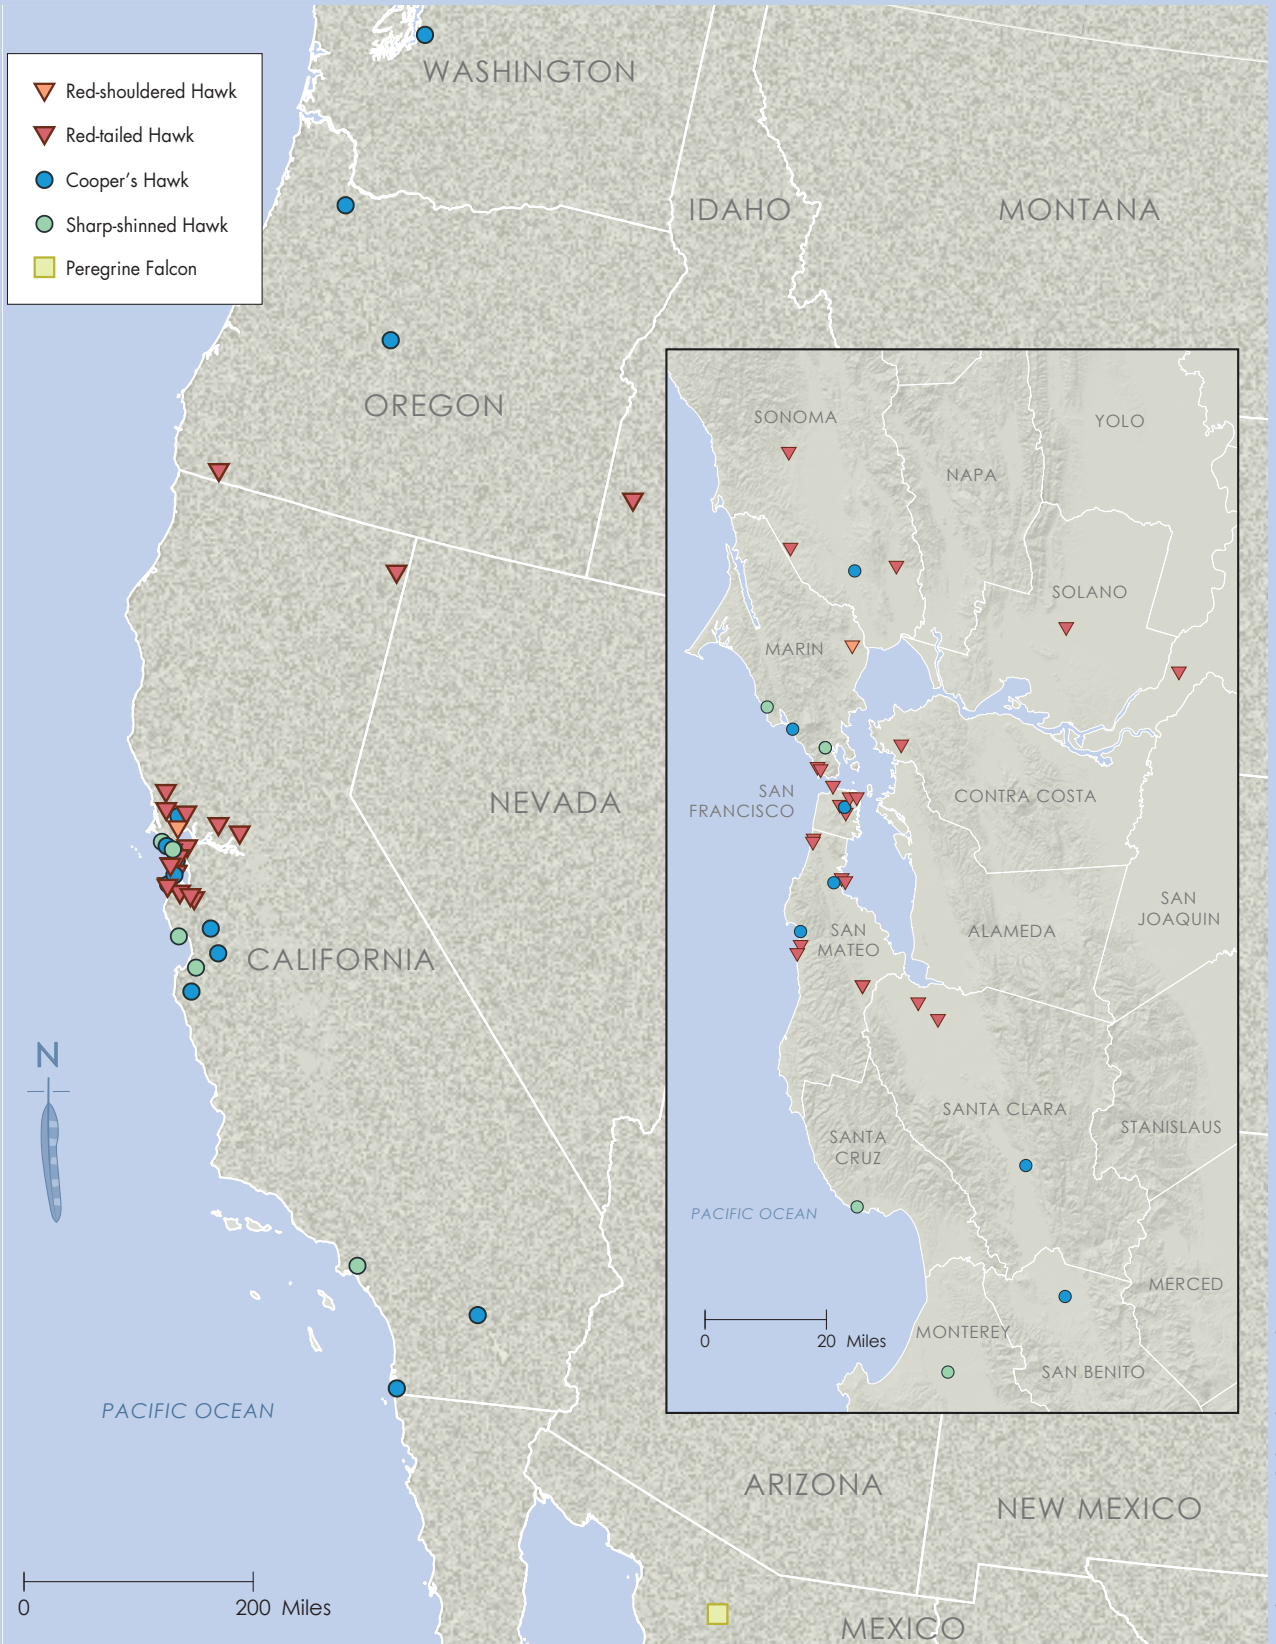 WASHINGTON
Red-shouldered Hawk
Red-tailed Hawk
Cooper's Hawk
Sharp-shinned Hawk
Peregrine Falcon
IDAHO
MONTANA
OREGON
SONOMA
YOLO
NAPA
SOLANO
MARIN
SAN
FRANCISCO
CONTRA COSTA
NEVADA
SAN
JOAQUIN
ALAMEDA
SAN
MATEO
CALIFORNIA
N
SANTA CLARA
STANISLAUS
SANTA
CRUZ
PACIFIC OCEAN
MERCED
MONTEREY
0 20 Miles
SAN BENITO
PACIFIC OCEAN
ARIZONA
NEW MEXICO
0 200 Miles
MEXICO